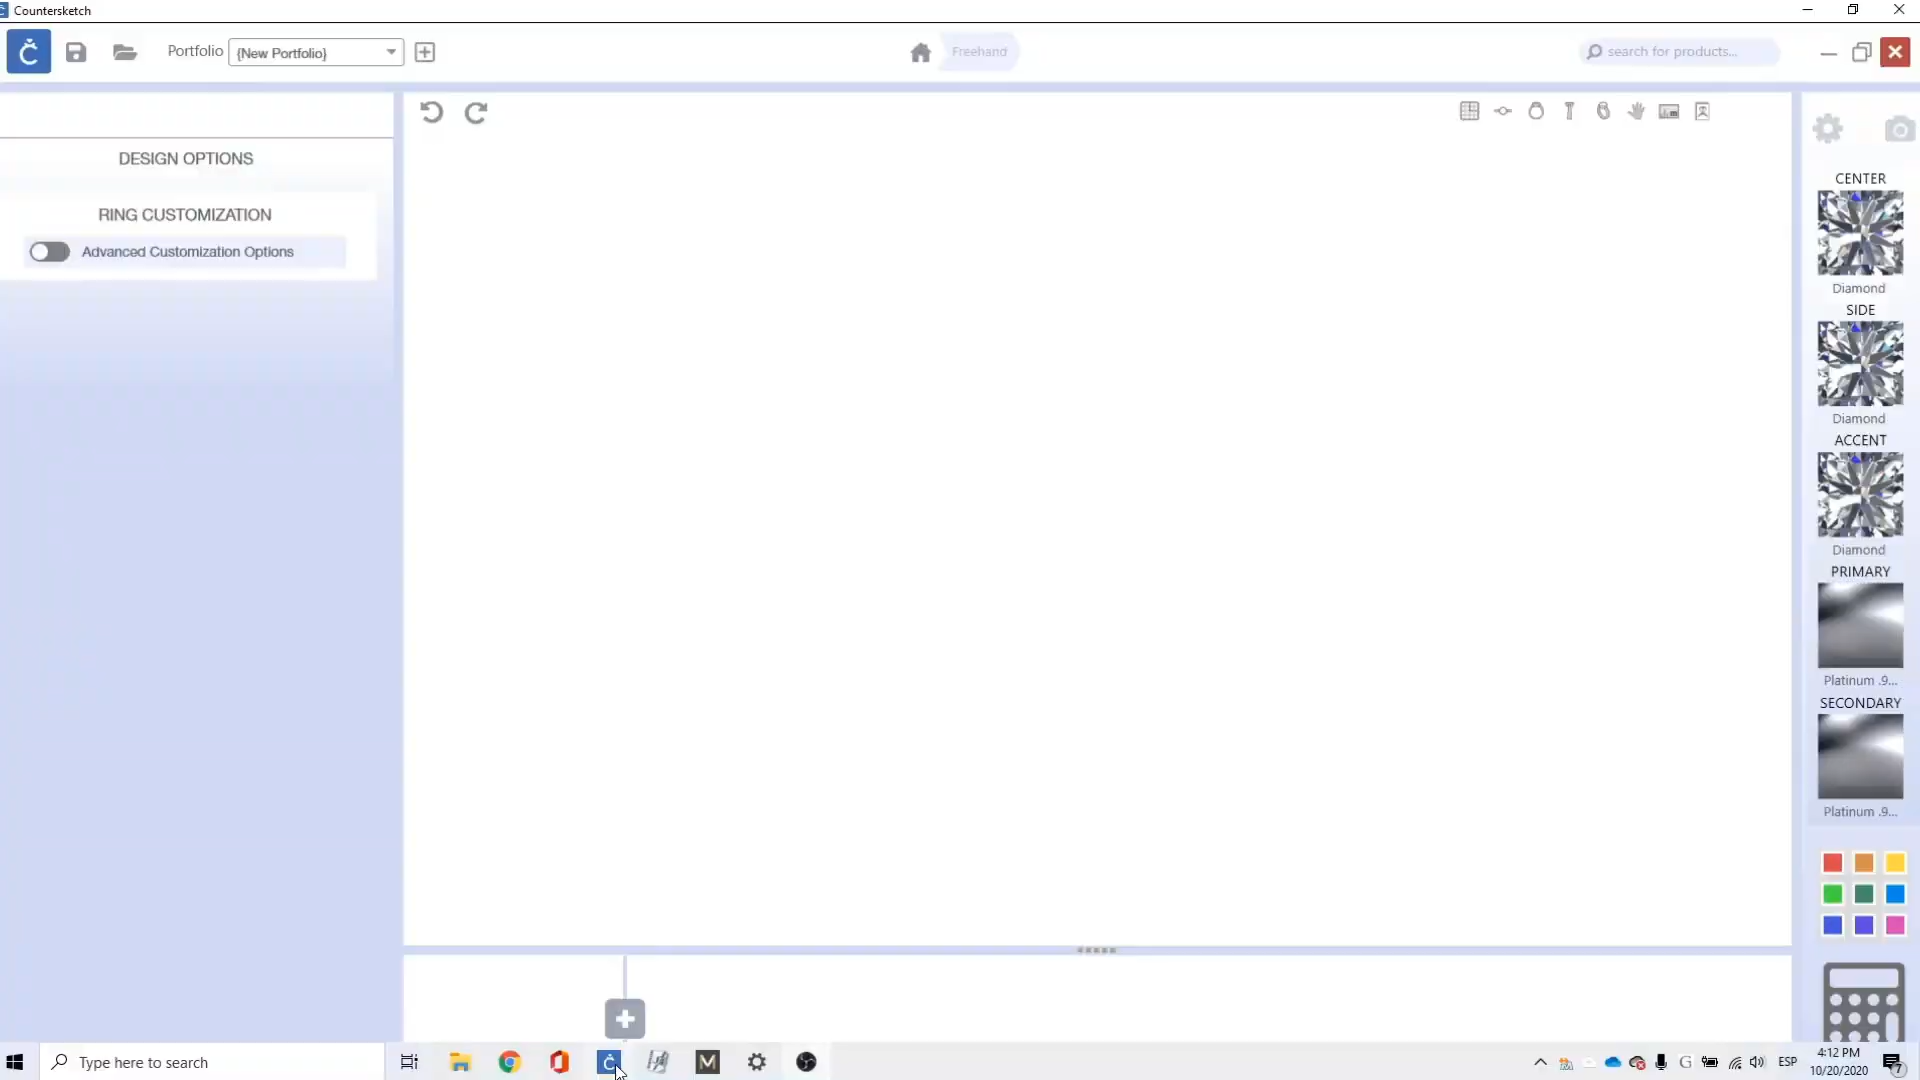 Countersketch
Portfolio {New Portfolio}
Freehand
search for products...
DESIGN OPTIONS
RING CUSTOMIZATION
Advanced Customization Options
CENTER
Diamond
SIDE
Diamond
ACCENT
Diamond
PRIMARY
Platinum .9...
SECONDARY
Platinum .9...
Type here to search
ESP
4:12 PM
10/20/2020
7